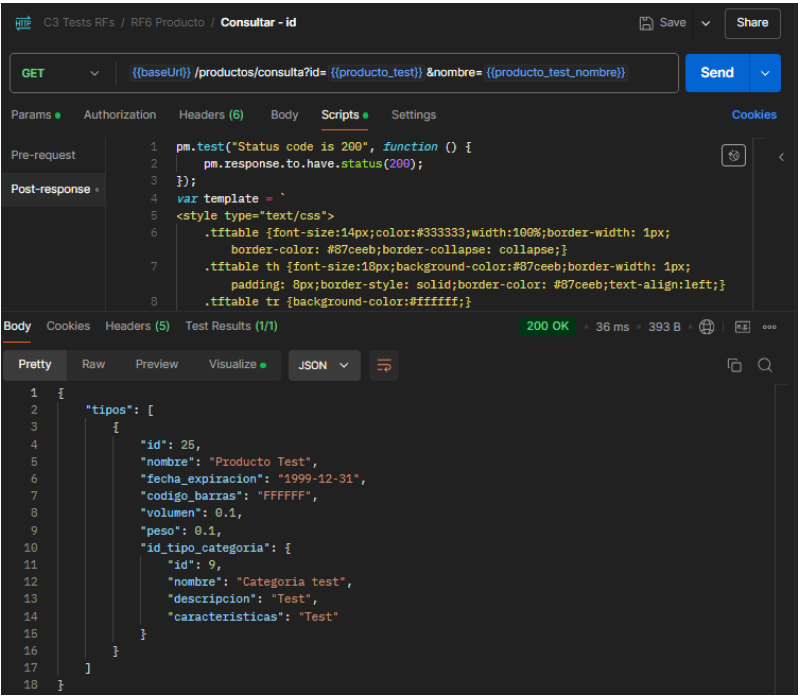 HTTP C3 Tests RFs / RF6 Producto / Consultar - id Save Share
GET {{baseUrl}} /productos/consulta?id= {{producto_test}} &nombre= {{producto_test_nombre}} Send
Params Authorization Headers (6) Body Scripts Settings Cookies
Pre-request
Post-response
1 pm.test("Status code is 200", function () {
2 pm.response.to.have.status(200);
3 });
4 var template = `
5 <style type="text/css">
6 .tftable {font-size:14px;color:#333333;width:100%;border-width: 1px;
border-color: #87ceeb;border-collapse: collapse;}
7 .tftable th {font-size:18px;background-color:#87ceeb;border-width: 1px;
padding: 8px;border-style: solid;border-color: #87ceeb;text-align:left;}
8 .tftable tr {background-color:#ffffff;}
Body Cookies Headers (5) Test Results (1/1) 200 OK 36 ms 393 B e.g.
Pretty Raw Preview Visualize JSON
1 {
2 "tipos": [
3 {
4 "id": 25,
5 "nombre": "Producto Test",
6 "fecha_expiracion": "1999-12-31",
7 "codigo_barras": "FFFFFF",
8 "volumen": 0.1,
9 "peso": 0.1,
10 "id_tipo_categoria": {
11 "id": 9,
12 "nombre": "Categoria test",
13 "descripcion": "Test",
14 "caracteristicas": "Test"
15 }
16 }
17 ]
18 }